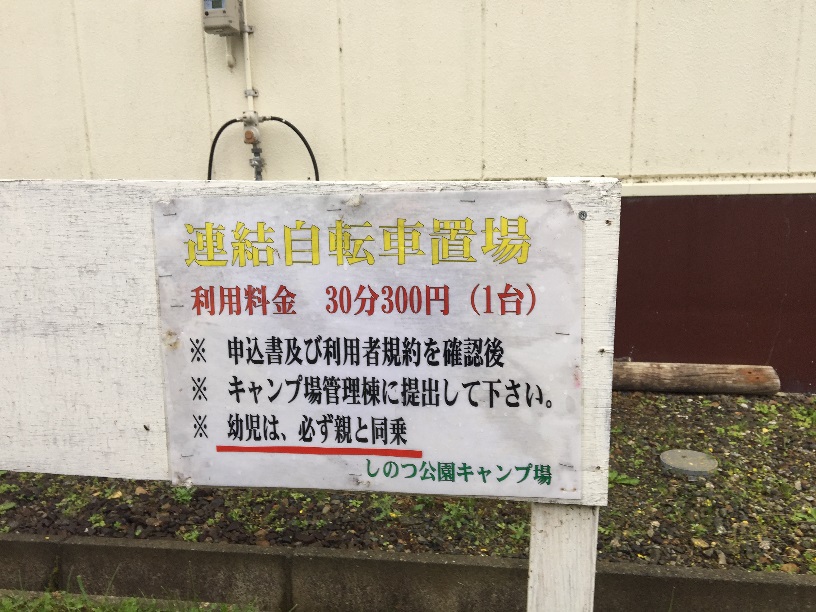 連結自転車置場
利用料金　30分300円（1台）
※　申込書及び利用者規約を確認後
※　キャンプ場管理棟に提出して下さい。
※　幼児は、必ず親と同乗
しのつ公園キャンプ場